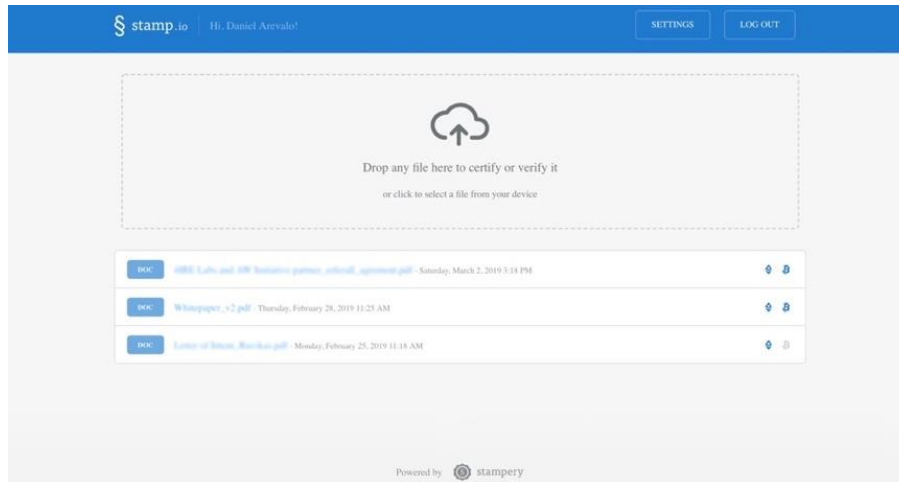 § stamp.io Hi, Daniel Arevalo! SETTINGS LOG OUT
Drop any file here to certify or verify it
or click to select a file from your device
DOC - Saturday, March 2, 2019 3:18 PM
DOC Whitepaper_v2.pdf - Thursday, February 28, 2019 11:25 AM
DOC - Monday, February 25, 2019 11:18 AM
Powered by stampery